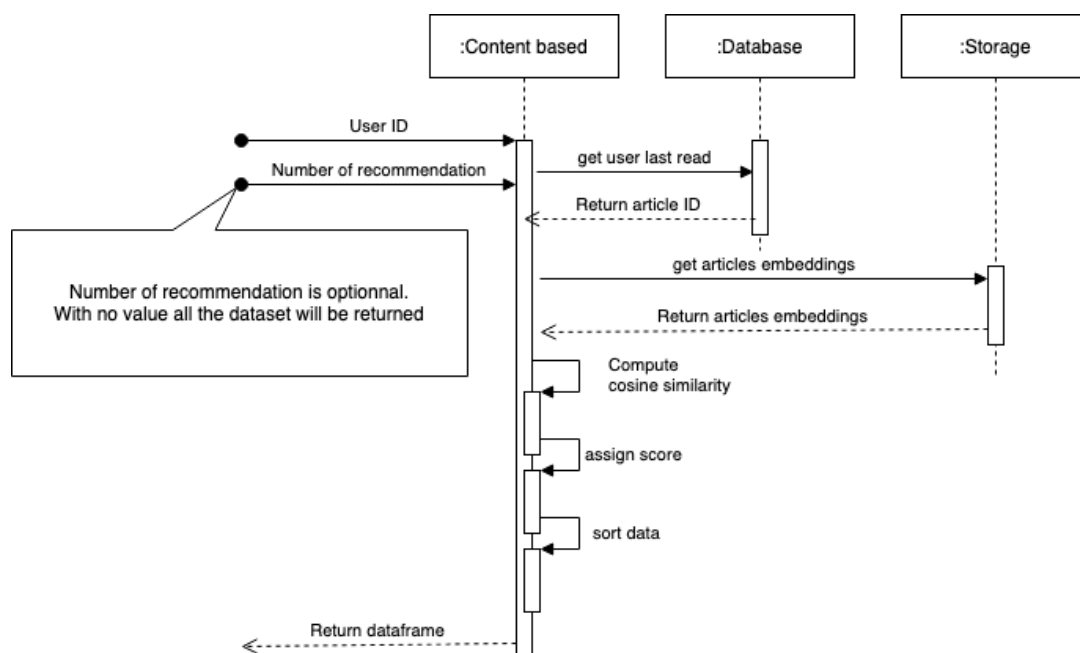 :Content based
:Database
:Storage
User ID
Number of recommendation
get user last read
Return article ID
Number of recommendation is optionnal.
With no value all the dataset will be returned
get articles embeddings
Return articles embeddings
Compute
cosine similarity
assign score
sort data
Return dataframe